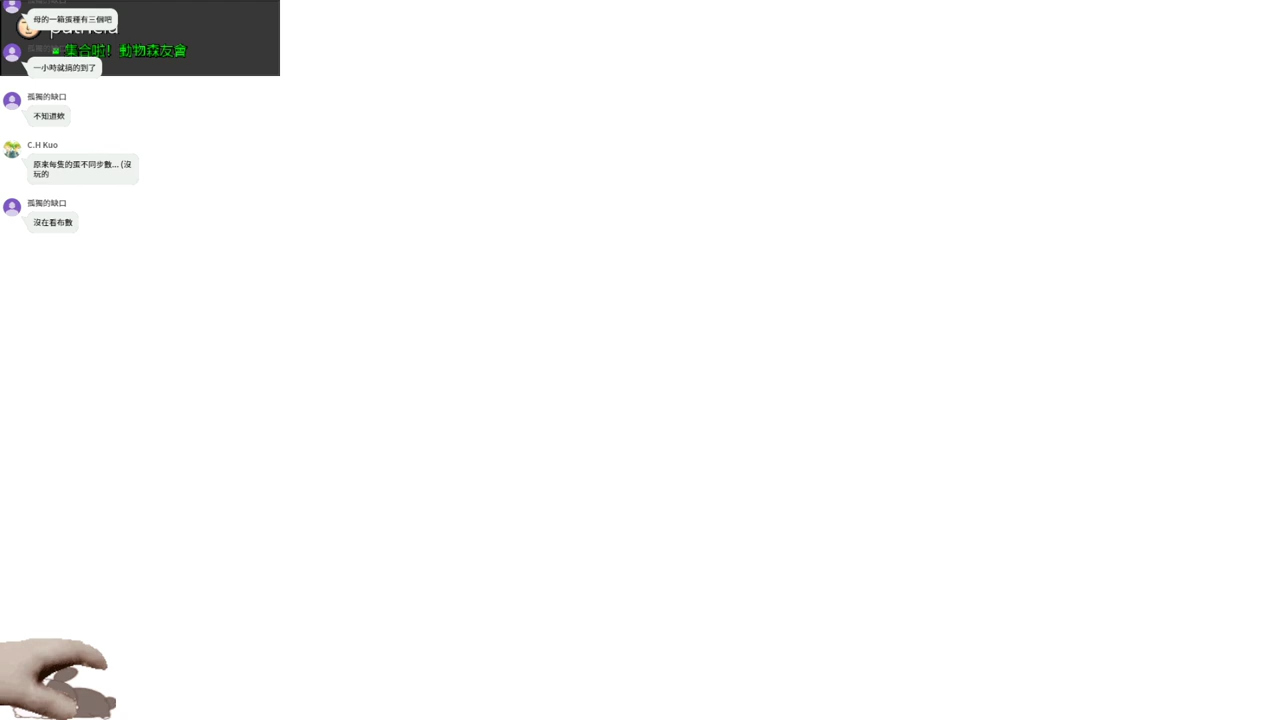 母的一箱蛋種有三個吧
集合啦！動物森友會
一小時就搞的到了
孤獨的缺口
不知道欸
C.H Kuo
原來每隻的蛋不同步數... (沒
玩的
孤獨的缺口
沒在看布數